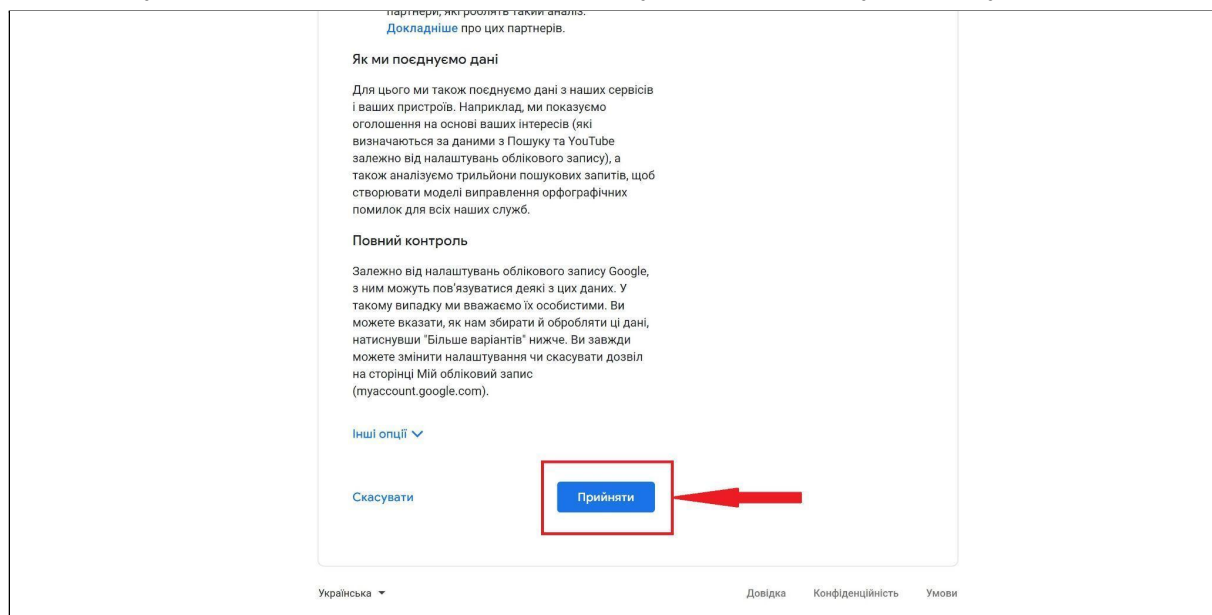 партнери, які роблять такий аналіз.
Докладніше про цих партнерів.
Як ми поєднуємо дані
Для цього ми також поєднуємо дані з наших сервісів
і ваших пристроїв. Наприклад, ми показуємо
оголошення на основі ваших інтересів (які
визначаються за даними з Пошуку та YouTube
залежно від налаштувань облікового запису), а
також аналізуємо трильйони пошукових запитів, щоб
створювати моделі виправлення орфографічних
помилок для всіх наших служб.
Повний контроль
Залежно від налаштувань облікового запису Google,
з ним можуть пов'язуватися деякі з цих даних. У
такому випадку ми вважаємо їх особистими. Ви
можете вказати, як нам збирати й обробляти ці дані,
натиснувши "Більше варіантів" нижче. Ви завжди
можете змінити налаштування чи скасувати дозвіл
на сторінці Мій обліковий запис
(myaccount.google.com).
Інші опції
Скасувати
Прийняти
Українська
Довідка
Конфіденційність
Умови